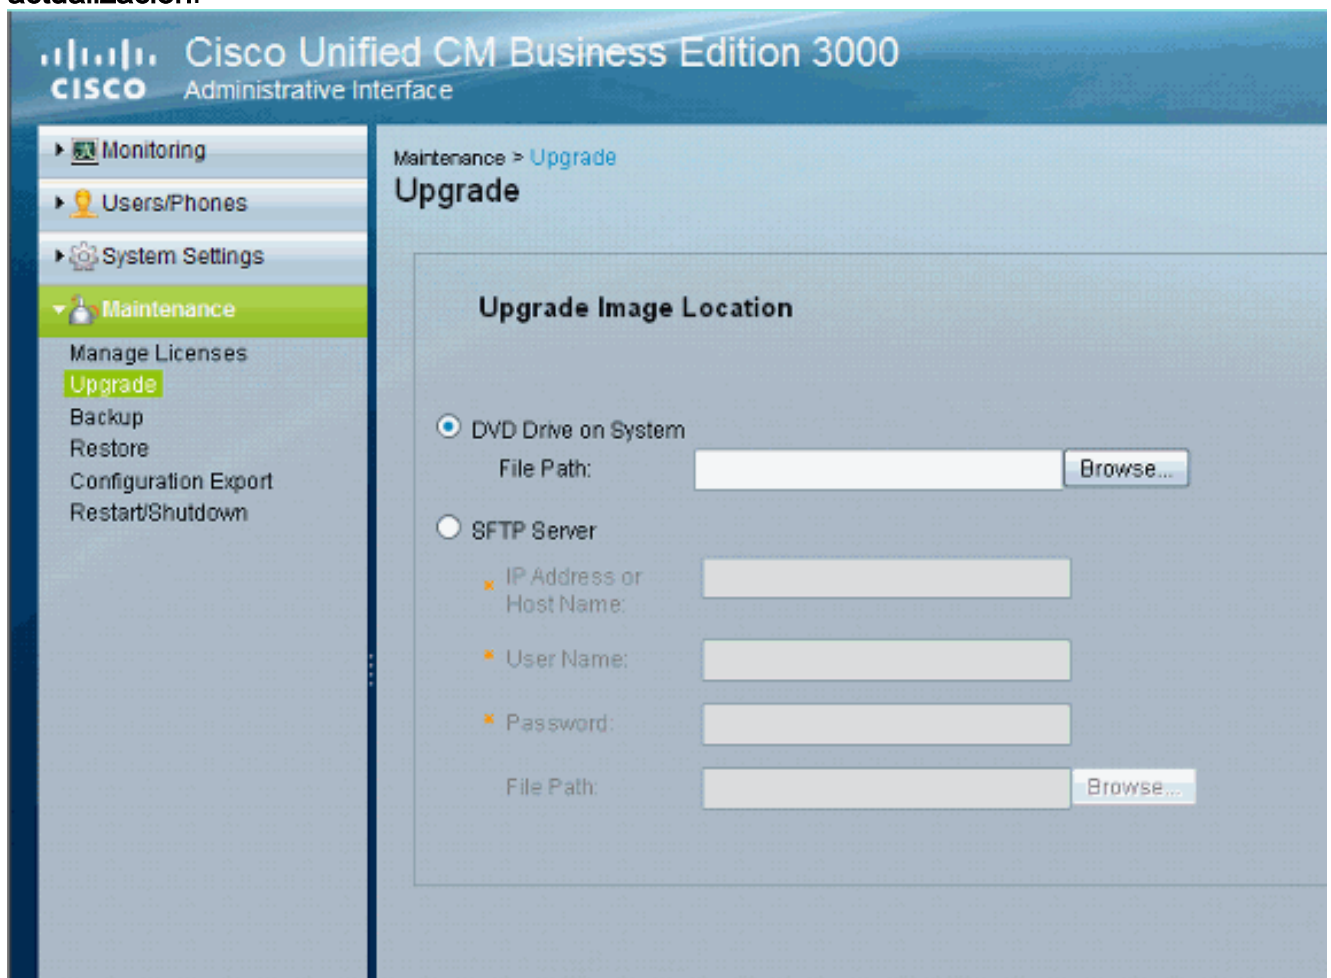 actualización.
Cisco Unified CM Business Edition 3000
CISCO Administrative Interface
Monitoring
Users/Phones
System Settings
Maintenance
Manage Licenses
Upgrade
Backup
Restore
Configuration Export
Restart/Shutdown
Maintenance > Upgrade
Upgrade
Upgrade Image Location
DVD Drive on System
File Path:
Browse...
SFTP Server
* IP Address or
Host Name:
* User Name:
* Password:
File Path:
Browse...